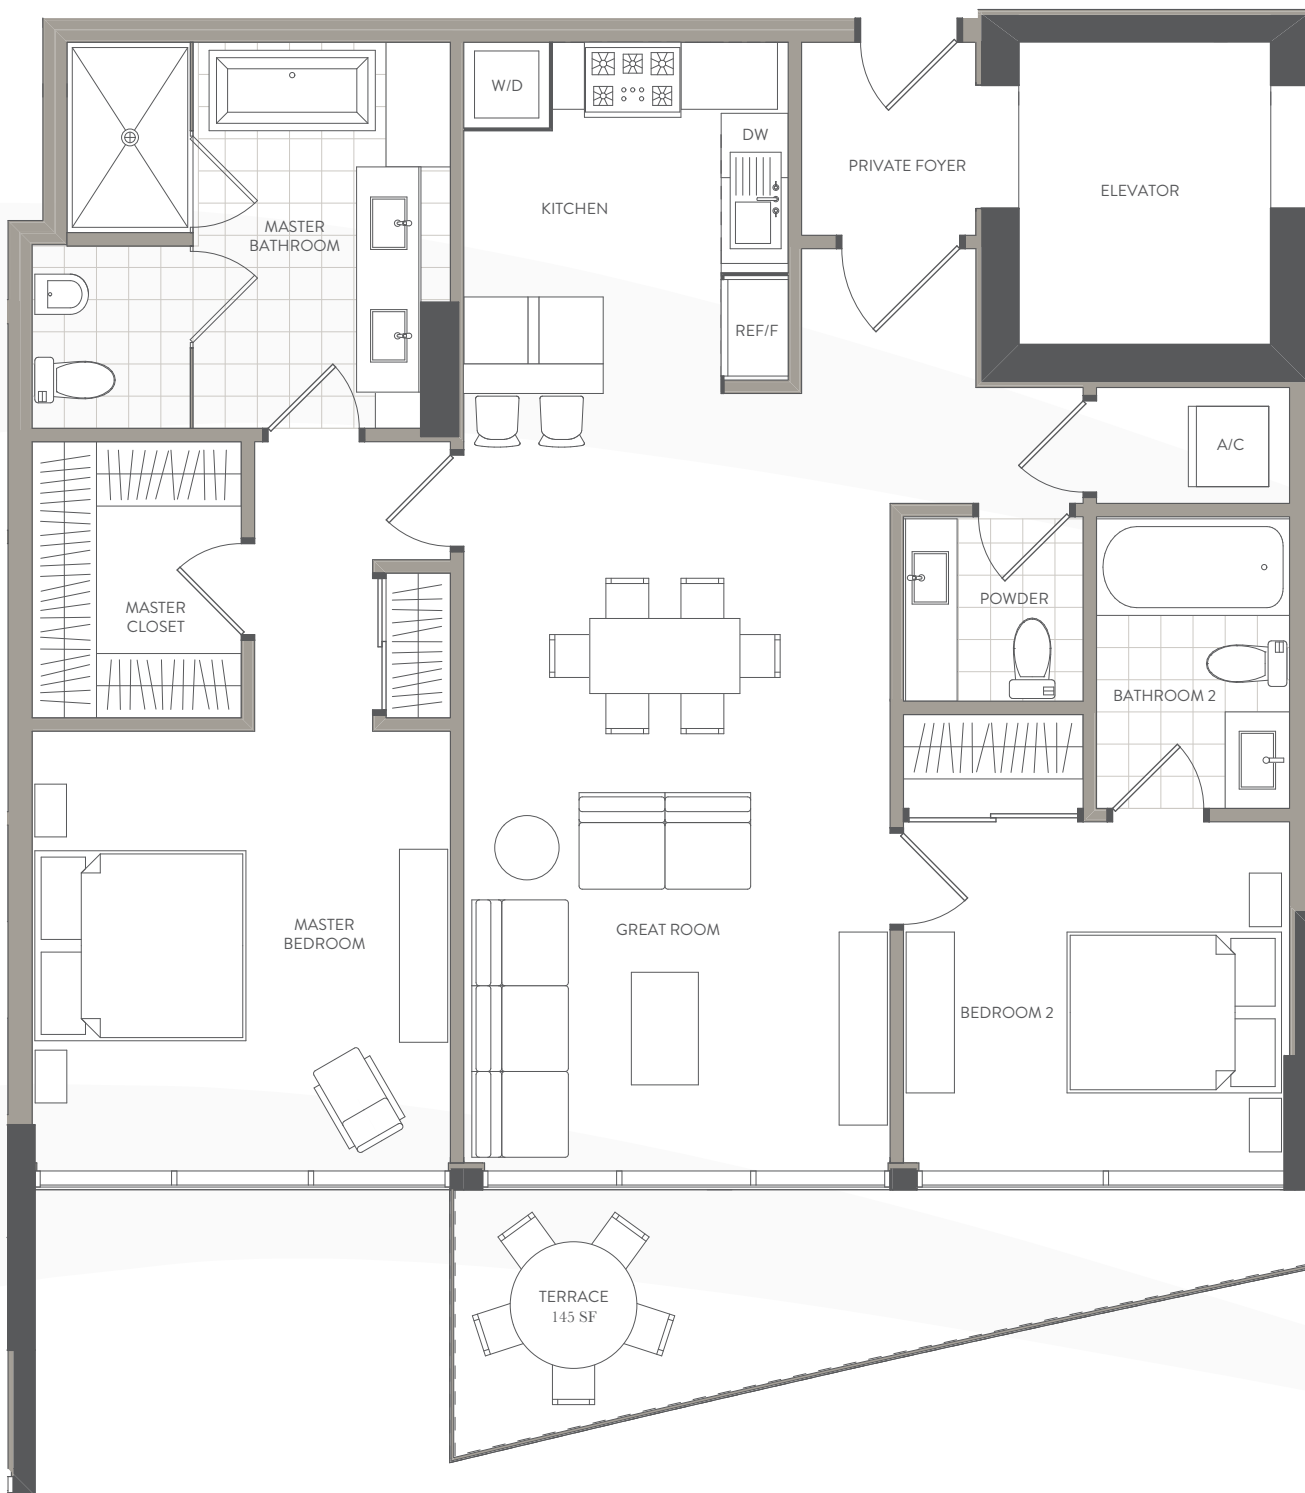 W/D
DW
PRIVATE FOYER
ELEVATOR
KITCHEN
MASTER
BATHROOM
REF/F
A/C
MASTER
CLOSET
POWDER
BATHROOM 2
MASTER
BEDROOM
GREAT ROOM
BEDROOM 2
TERRACE
145 SF